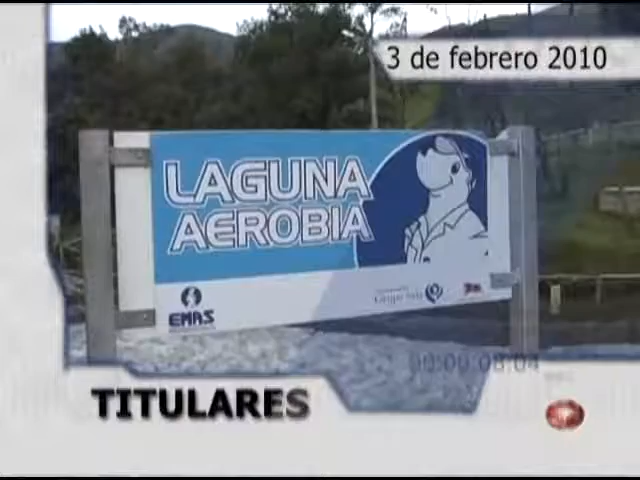 3 de febrero 2010
LAGUNA
AEROBIA
EMAS
TITULARES